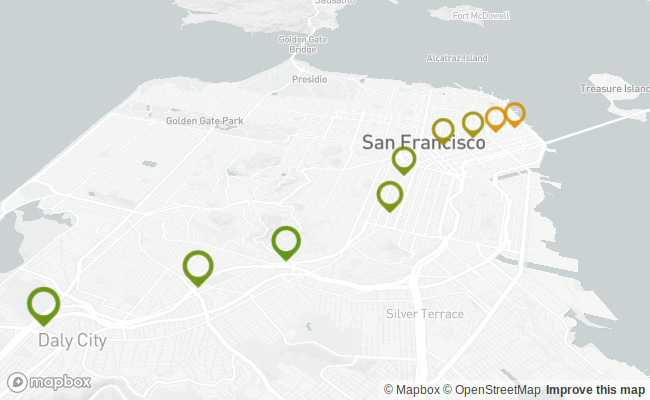 Sausalito
Fort McDowell
Golden Gate
Bridge
Alcatraz Island
Presidio
Treasure Island
Golden Gate Park
San Francisco
Silver Terrace
Daly City
mapbox
© Mapbox © OpenStreetMap Improve this map